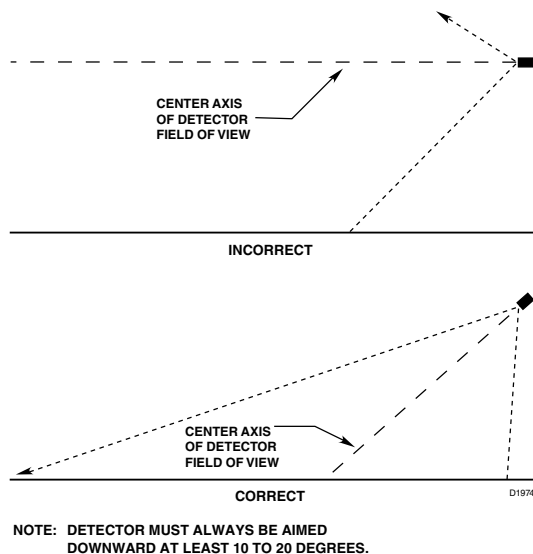 CENTER AXIS
OF DETECTOR
FIELD OF VIEW
INCORRECT
CENTER AXIS
OF DETECTOR
FIELD OF VIEW
CORRECT
D1974
NOTE: DETECTOR MUST ALWAYS BE AIMED
DOWNWARD AT LEAST 10 TO 20 DEGREES.